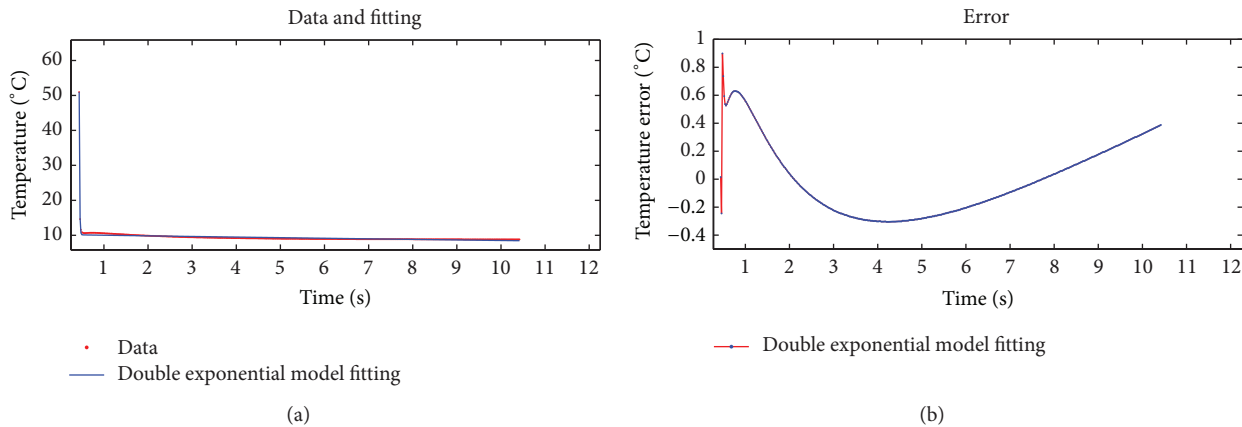 Data and fitting
Temperature (°C)
60
50
40
30
20
10
1 2 3 4 5 6 7 8 9 10 11 12
Time (s)
Data
Double exponential model fitting
(a)
Error
Temperature error (°C)
1
0.8
0.6
0.4
0.2
0
−0.2
−0.4
1 2 3 4 5 6 7 8 9 10 11 12
Time (s)
Double exponential model fitting
(b)